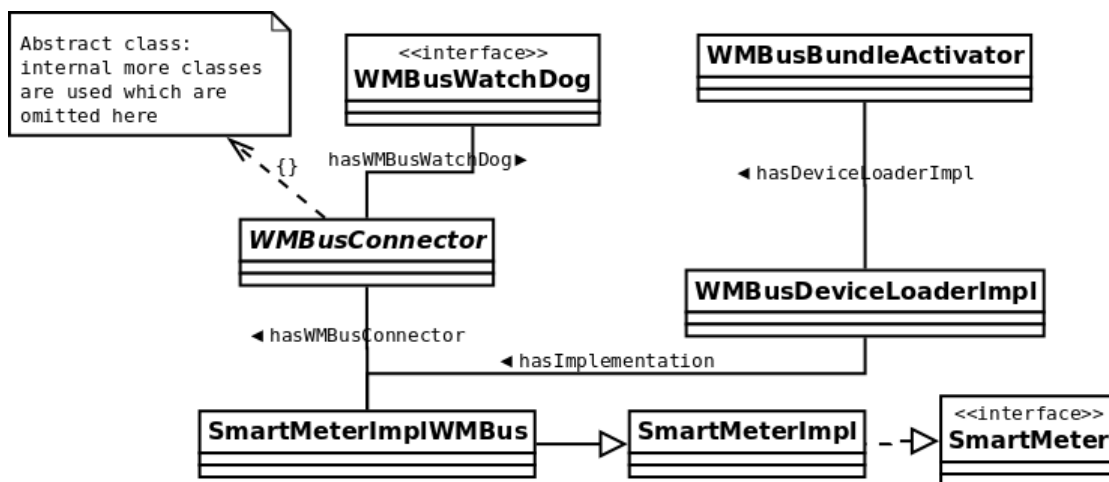 Abstract class:
internal more classes
are used which are
omitted here
<<interface>>
WMBusWatchDog
WMBusBundleActivator
{}
hasWMBusWatchDog►
◄ hasDeviceLoaderImpl
WMBusConnector
WMBusDeviceLoaderImpl
◄ hasWMBusConnector
◄ hasImplementation
SmartMeterImplWMBus
SmartMeterImpl
<<interface>>
SmartMeter